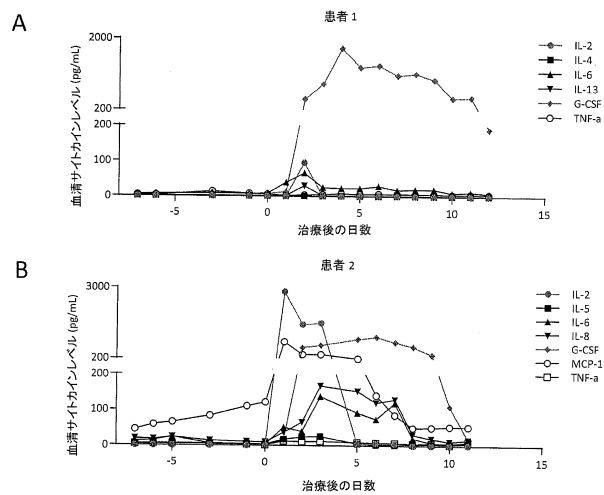 A
患者 1
血清サイトカインレベル (pg/mL)
2000
200
200
100
0
-5
0
5
10
15
治療後の日数
IL-2
IL-4
IL-6
IL-13
G-CSF
TNF-a
B
患者 2
血清サイトカインレベル (pg/mL)
3000
200
200
100
0
-5
0
5
10
15
治療後の日数
IL-2
IL-5
IL-6
IL-8
G-CSF
MCP-1
TNF-a